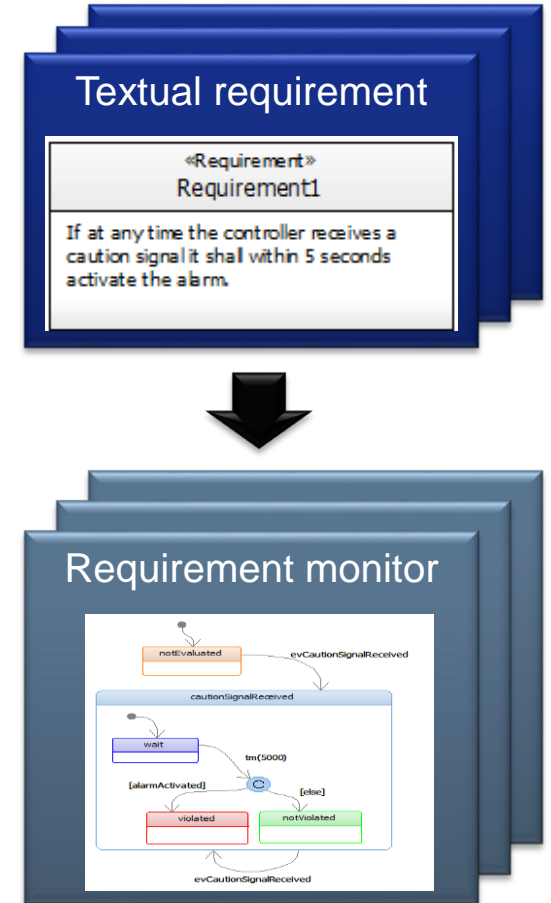 Textual requirement
«Requirement»
Requirement1
If at any time the controller receives a
caution signal it shall within 5 seconds
activate the alarm.
Requirement monitor
notEvaluated
evCautionSignalReceived
cautionSignalReceived
wait
tm(5000)
[alarmActivated]
C
[else]
violated
notViolated
evCautionSignalReceived